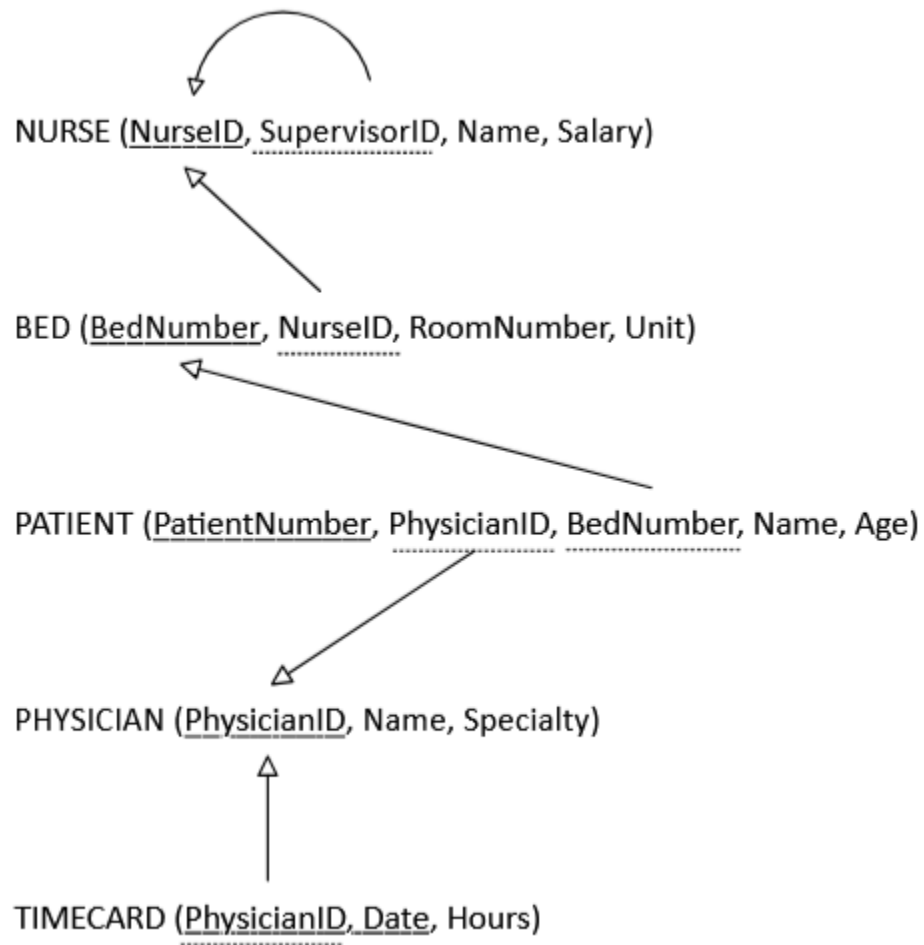 NURSE (NurseID, SupervisorID, Name, Salary)
BED (BedNumber, NurseID, RoomNumber, Unit)
PATIENT (PatientNumber, PhysicianID, BedNumber, Name, Age)
PHYSICIAN (PhysicianID, Name, Specialty)
TIMECARD (PhysicianID, Date, Hours)